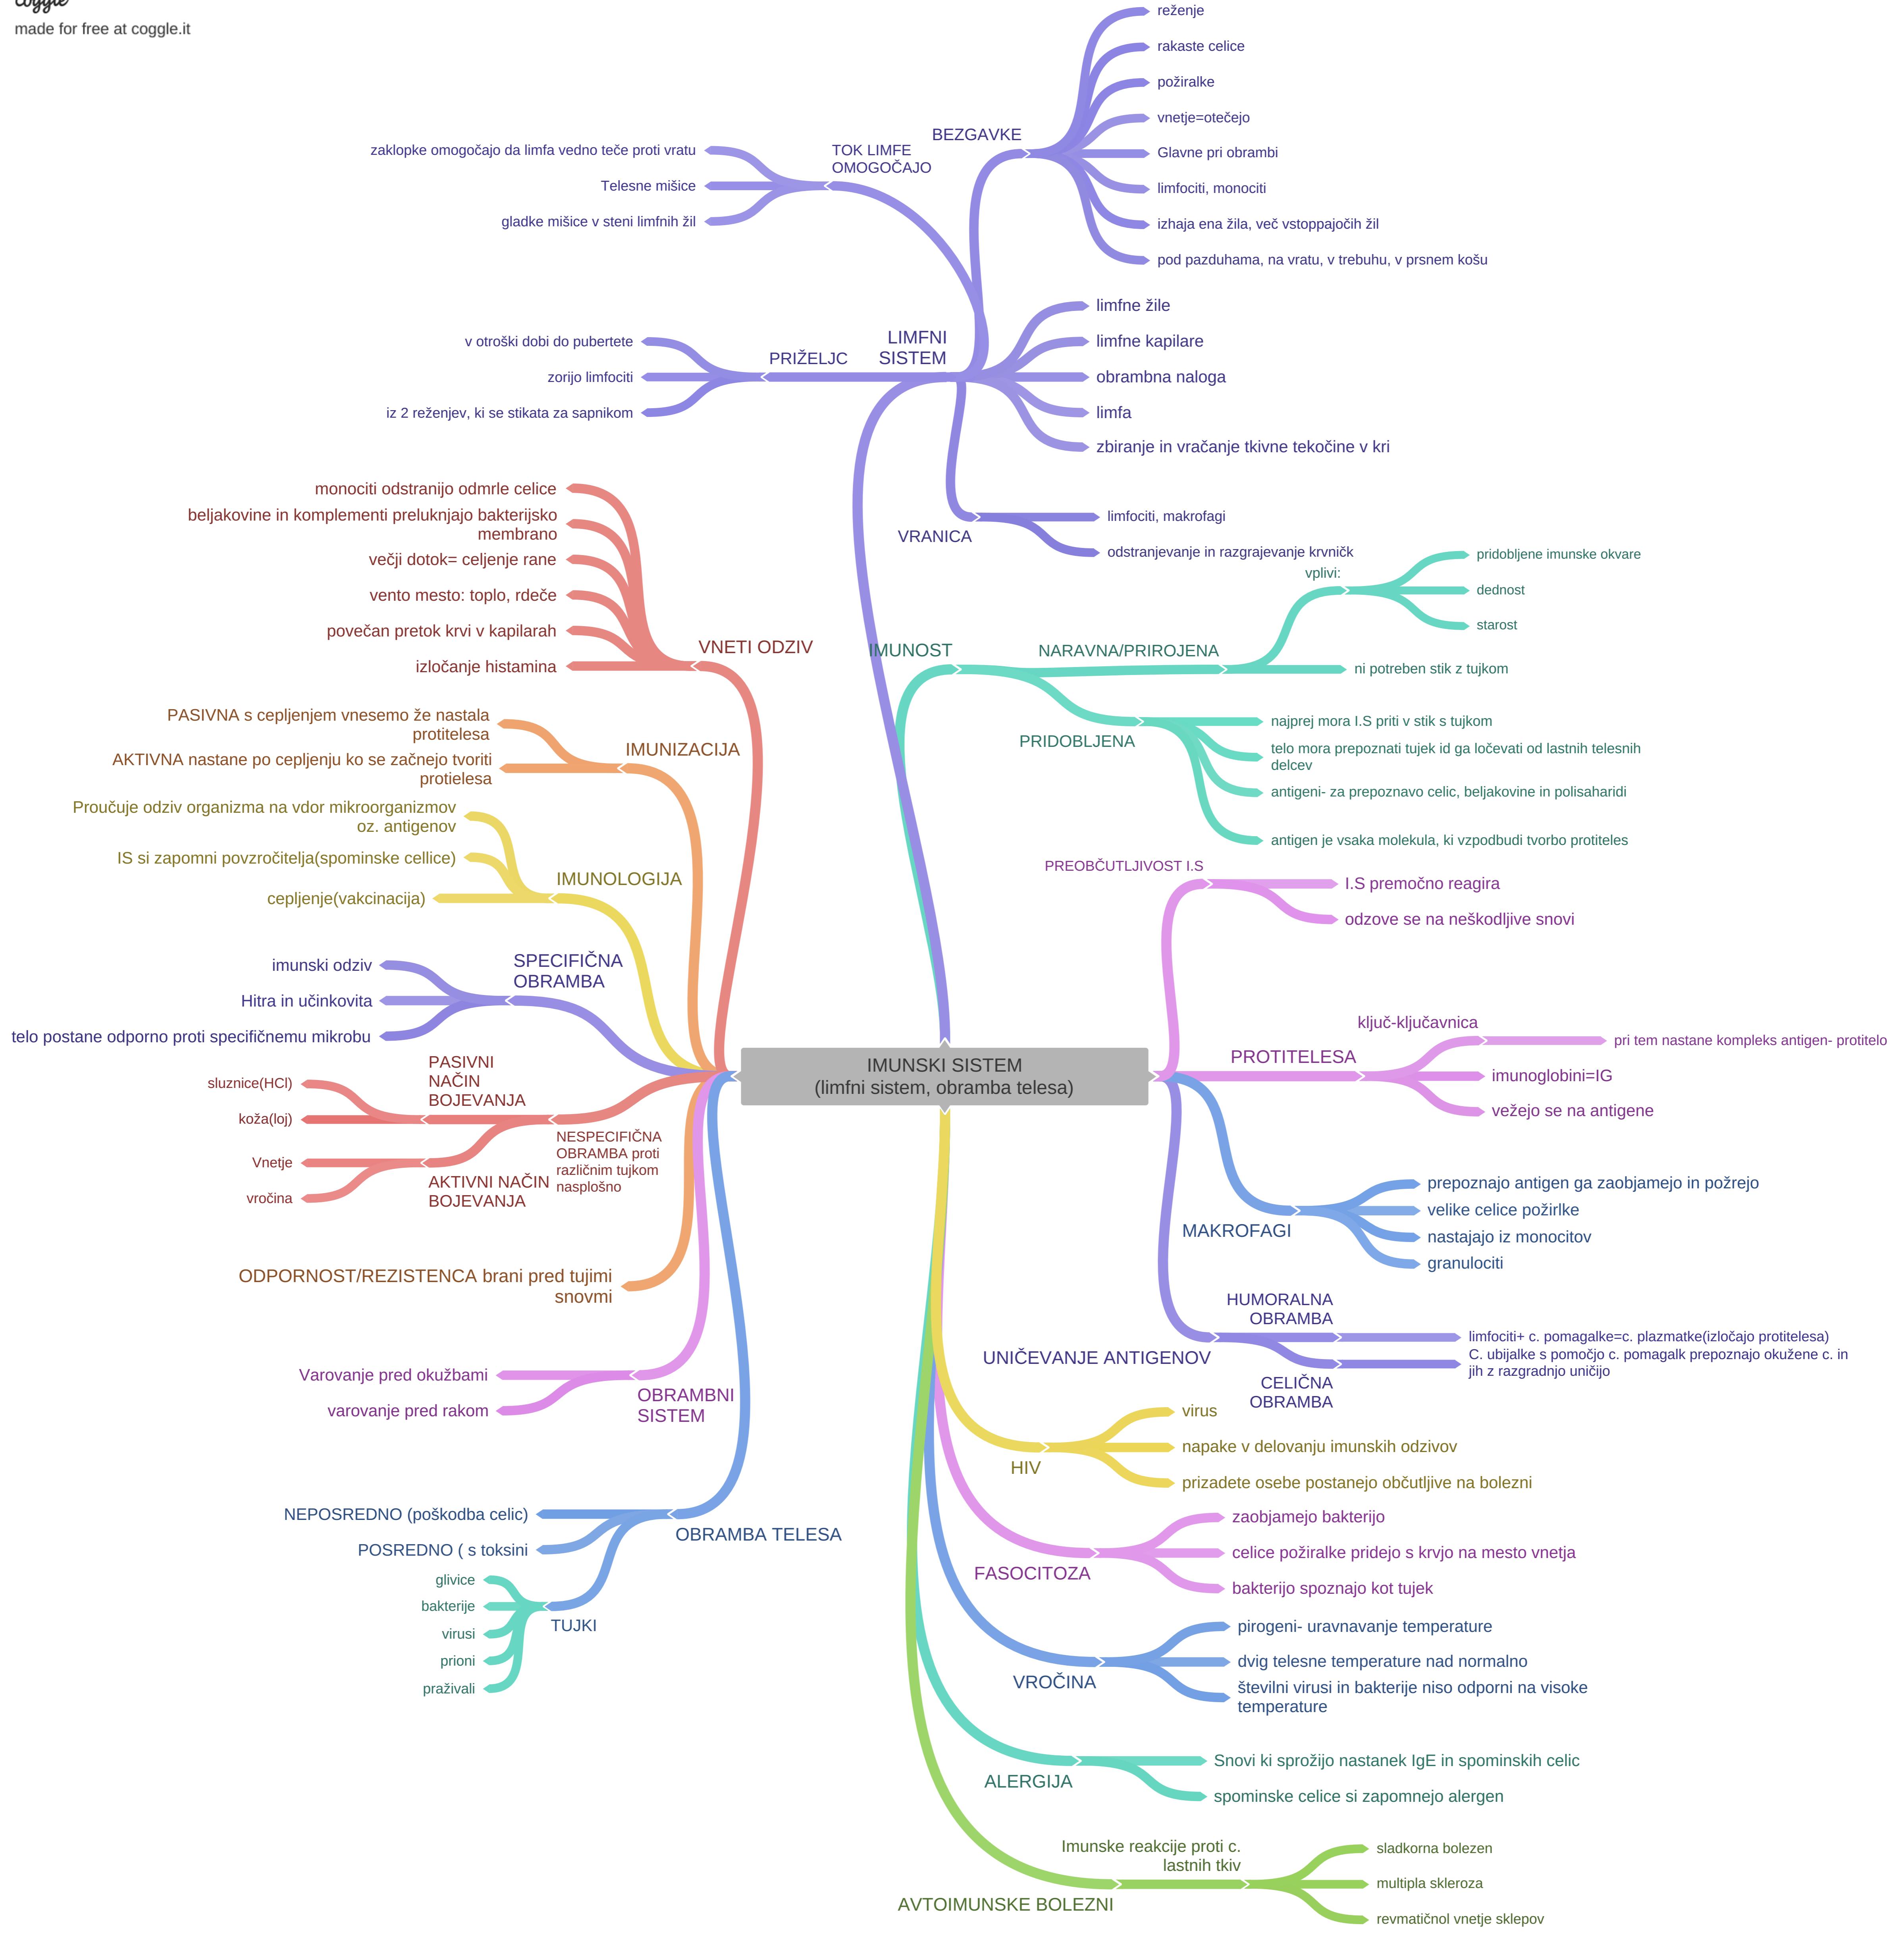 coggle
made for free at coggle.it
reženje
rakaste celice
požiralke
vnetje=otečejo
Glavne pri obrambi
limfociti, monociti
izhaja ena žila, več vstoppajočih žil
pod pazduhama, na vratu, v trebuhu, v prsnem košu
BEZGAVKE
TOK LIMFE
OMOGOČAJO
zaklopke omogočajo da limfa vedno teče proti vratu
Telesne mišice
gladke mišice v steni limfnih žil
LIMFNI
SISTEM
limfne žile
limfne kapilare
obrambna naloga
limfa
zbiranje in vračanje tkivne tekočine v kri
PRIŽELJC
v otroški dobi do pubertete
zorijo limfociti
iz 2 reženjev, ki se stikata za sapnikom
VRANICA
limfociti, makrofagi
odstranjevanje in razgrajevanje krvničk
VNETI ODZIV
monociti odstranijo odmrle celice
beljakovine in komplementi preluknjajo bakterijsko
membrano
večji dotok= celjenje rane
vento mesto: toplo, rdeče
povečan pretok krvi v kapilarah
izločanje histamina
IMUNOST
NARAVNA/PRIROJENA
vplivi:
pridobljene imunske okvare
dednost
starost
ni potreben stik z tujkom
PRIDOBLJENA
najprej mora I.S priti v stik s tujkom
telo mora prepoznati tujek id ga ločevati od lastnih telesnih
delcev
antigeni- za prepoznavo celic, beljakovine in polisaharidi
antigen je vsaka molekula, ki vzpodbudi tvorbo protiteles
IMUNIZACIJA
PASIVNA s cepljenjem vnesemo že nastala
protitelesa
AKTIVNA nastane po cepljenju ko se začnejo tvoriti
protielesa
IMUNOLOGIJA
Proučuje odziv organizma na vdor mikroorganizmov
oz. antigenov
IS si zapomni povzročitelja(spominske cellice)
cepljenje(vakcinacija)
SPECIFIČNA
OBRAMBA
imunski odziv
Hitra in učinkovita
telo postane odporno proti specifičnemu mikrobu
PREOBČUTLJIVOST I.S
I.S premočno reagira
odzove se na neškodljive snovi
IMUNSKI SISTEM
(limfni sistem, obramba telesa)
PROTITELESA
ključ-ključavnica
pri tem nastane kompleks antigen- protitelo
imunoglobini=IG
vežejo se na antigene
PASIVNI
NAČIN
BOJEVANJA
sluznice(HCl)
koža(loj)
NESPECIFIČNA
OBRAMBA proti
različnim tujkom
nasplošno
AKTIVNI NAČIN
BOJEVANJA
Vnetje
vročina
MAKROFAGI
prepoznajo antigen ga zaobjamejo in požrejo
velike celice požirlke
nastajajo iz monocitov
granulociti
ODPORNOST/REZISTENCA brani pred tujimi
snovmi
UNIČEVANJE ANTIGENOV
HUMORALNA
OBRAMBA
limfociti+ c. pomagalke=c. plazmatke(izločajo protitelesa)
CELIČNA
OBRAMBA
C. ubijalke s pomočjo c. pomagalk prepoznajo okužene c. in
jih z razgradnjo uničijo
OBRAMBNI
SISTEM
Varovanje pred okužbami
varovanje pred rakom
HIV
virus
napake v delovanju imunskih odzivov
prizadete osebe postanejo občutljive na bolezni
OBRAMBA TELESA
NEPOSREDNO (poškodba celic)
POSREDNO ( s toksini
TUJKI
glivice
bakterije
virusi
prioni
praživali
FASOCITOZA
zaobjamejo bakterijo
celice požiralke pridejo s krvjo na mesto vnetja
bakterijo spoznajo kot tujek
VROČINA
pirogeni- uravnavanje temperature
dvig telesne temperature nad normalno
številni virusi in bakterije niso odporni na visoke
temperature
ALERGIJA
Snovi ki sprožijo nastanek IgE in spominskih celic
spominske celice si zapomnejo alergen
AVTOIMUNSKE BOLEZNI
Imunske reakcije proti c.
lastnih tkiv
sladkorna bolezen
multipla skleroza
revmatičnol vnetje sklepov